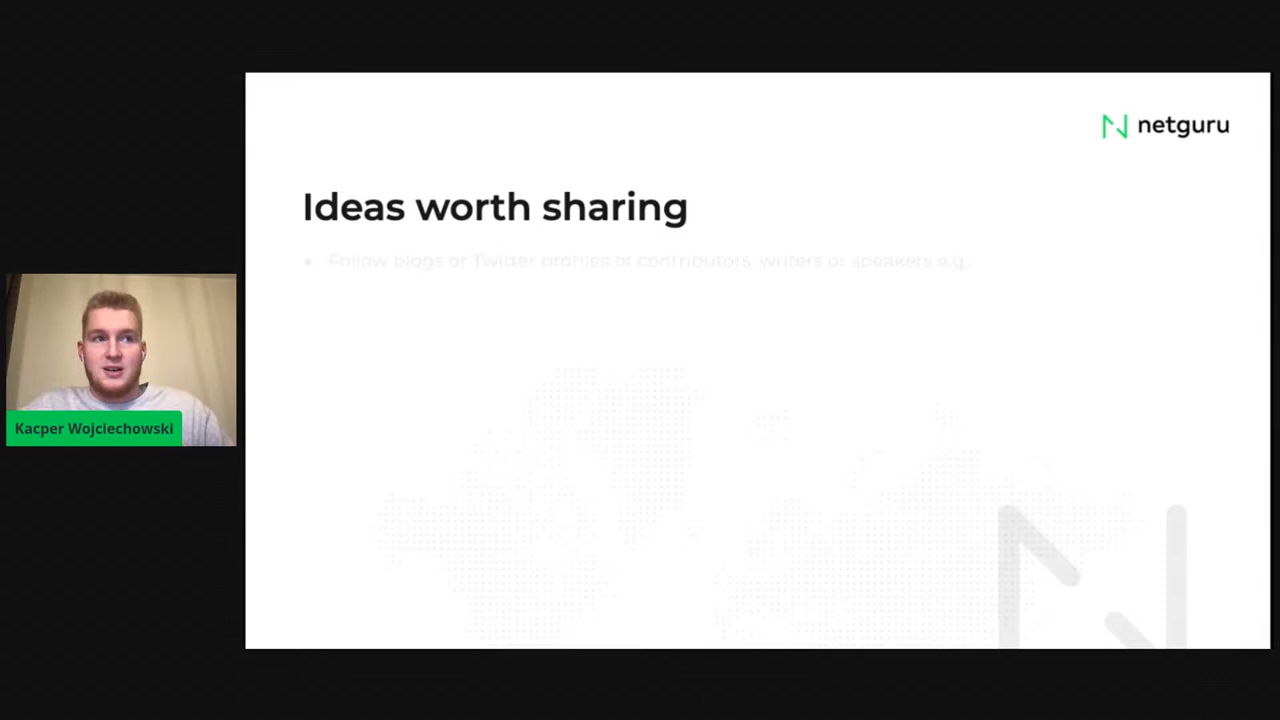 netguru
Ideas worth sharing
• Follow blogs or Twitter profiles of contributors, writers or speakers e.g.
Kacper Wojciechowski